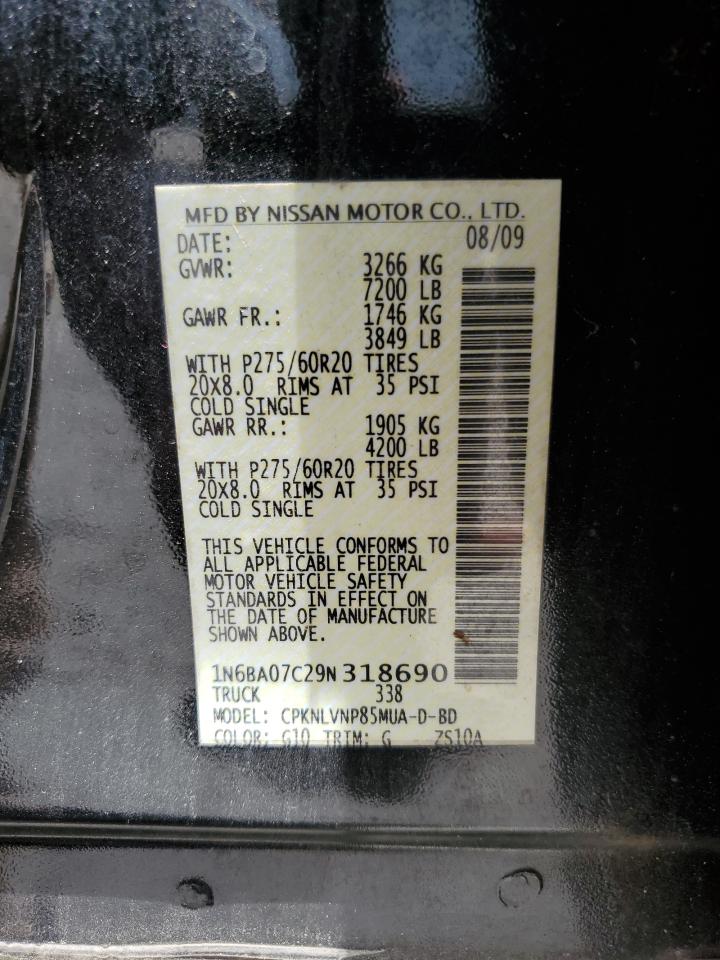 MFD BY NISSAN MOTOR CO., LTD.
DATE: 08/09
GVWR: 3266 KG
7200 LB
GAWR FR.: 1746 KG
3849 LB
WITH P275/60R20 TIRES
20X8.0 RIMS AT 35 PSI
COLD SINGLE
GAWR RR.: 1905 KG
4200 LB
WITH P275/60R20 TIRES
20X8.0 RIMS AT 35 PSI
COLD SINGLE
THIS VEHICLE CONFORMS TO
ALL APPLICABLE FEDERAL
MOTOR VEHICLE SAFETY
STANDARDS IN EFFECT ON
THE DATE OF MANUFACTURE
SHOWN ABOVE.
1N6BA07C29N318690
TRUCK 338
MODEL: CPKNLVNP85MUA-D-BD
COLOR: G10 TRIM: G ZS10A